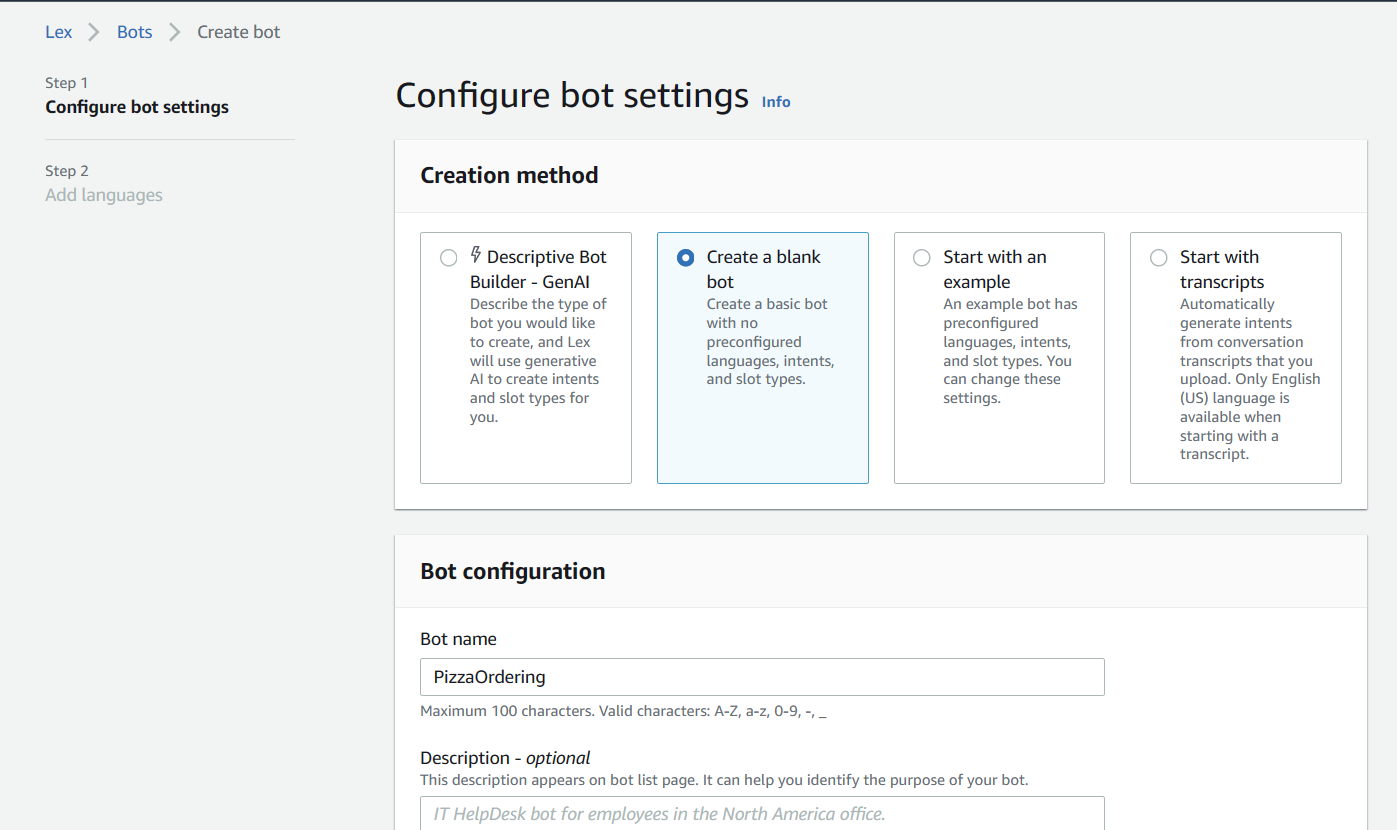 Lex > Bots > Create bot
Step 1
Configure bot settings
Step 2
Add languages
Configure bot settings Info
Creation method
Descriptive Bot
Builder - GenAI
Describe the type of
bot you would like
to create, and Lex
will use generative
AI to create intents
and slot types for
you.
Create a blank
bot
Create a basic bot
with no
preconfigured
languages, intents,
and slot types.
Start with an
example
An example bot has
preconfigured
languages, intents,
and slot types. You
can change these
settings.
Start with
transcripts
Automatically
generate intents
from conversation
transcripts that you
upload. Only English
(US) language is
available when
starting with a
transcript.
Bot configuration
Bot name
PizzaOrdering
Maximum 100 characters. Valid characters: A-Z, a-z, 0-9, -, _
Description - optional
This description appears on bot list page. It can help you identify the purpose of your bot.
IT HelpDesk bot for employees in the North America office.